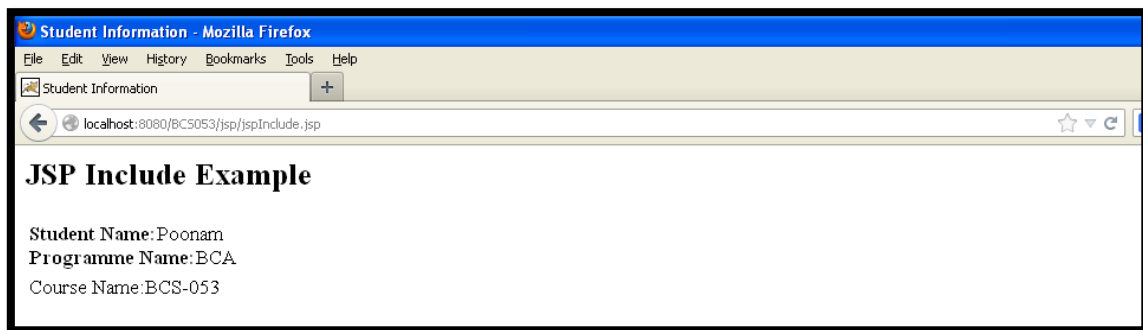 Student Information - Mozilla Firefox
File Edit View History Bookmarks Tools Help
Student Information +
localhost:8080/BCS053/jsp/jspInclude.jsp
JSP Include Example
Student Name:Poonam
Programme Name:BCA
Course Name:BCS-053